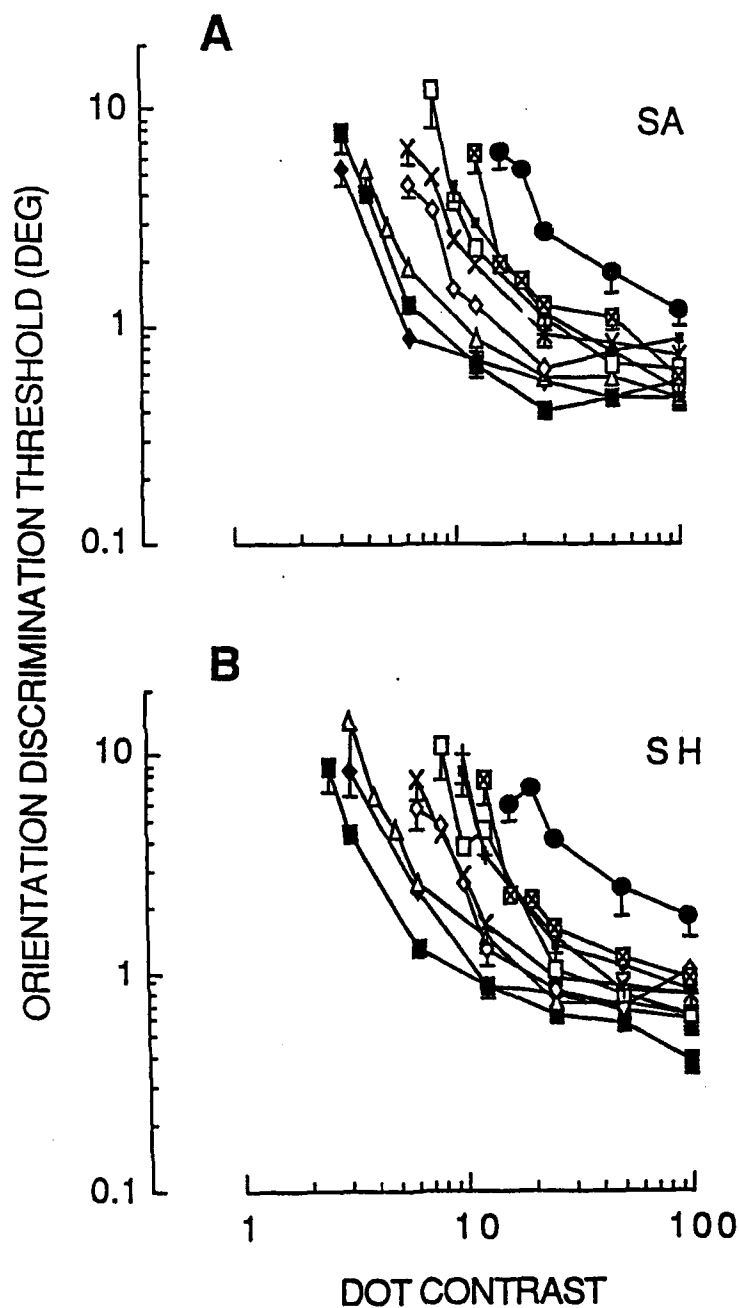 A
SA
10
1
0.1
ORIENTATION DISCRIMINATION THRESHOLD (DEG)
B
SH
10
1
0.1
1 10 100
DOT CONTRAST